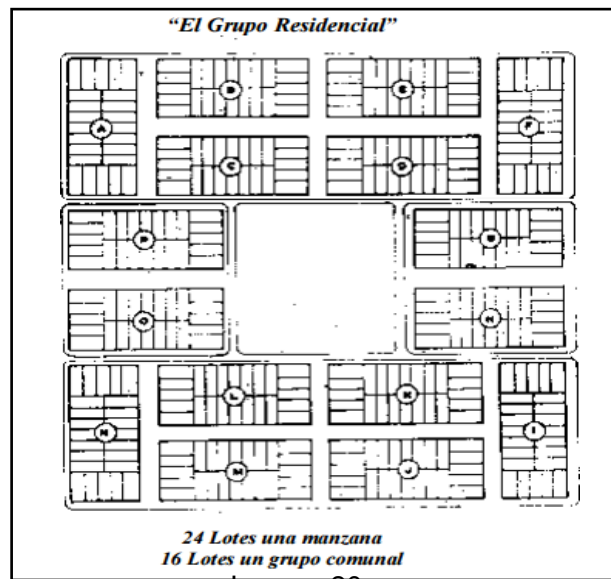 “El Grupo Residencial”
A
B
E
F
C
D
P
G
O
H
L
K
N
I
M
J
24 Lotes una manzana
16 Lotes un grupo comunal